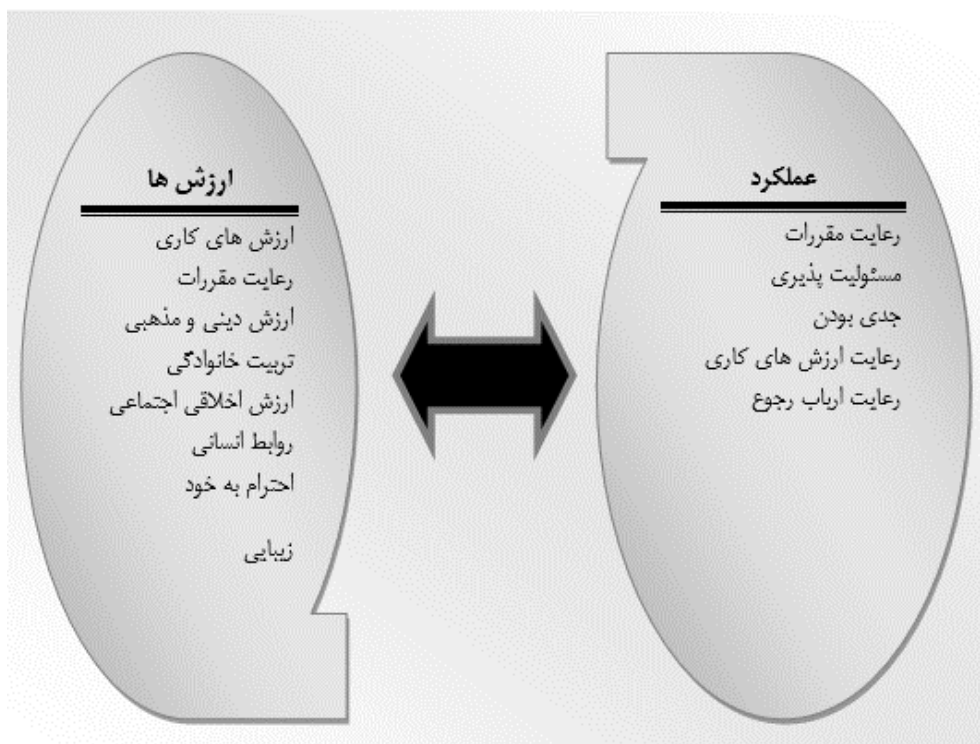 عملکرد
رعایت مقررات
مسئولیت پذیری
جدی بودن
رعایت ارزش های کاری
رعایت ارباب رجوع
ارزش ها
ارزش های کاری
رعایت مقررات
ارزش دینی و مذهبی
تربیت خانوادگی
ارزش اخلاقی اجتماعی
روابط انسانی
احترام به خود
زیبایی